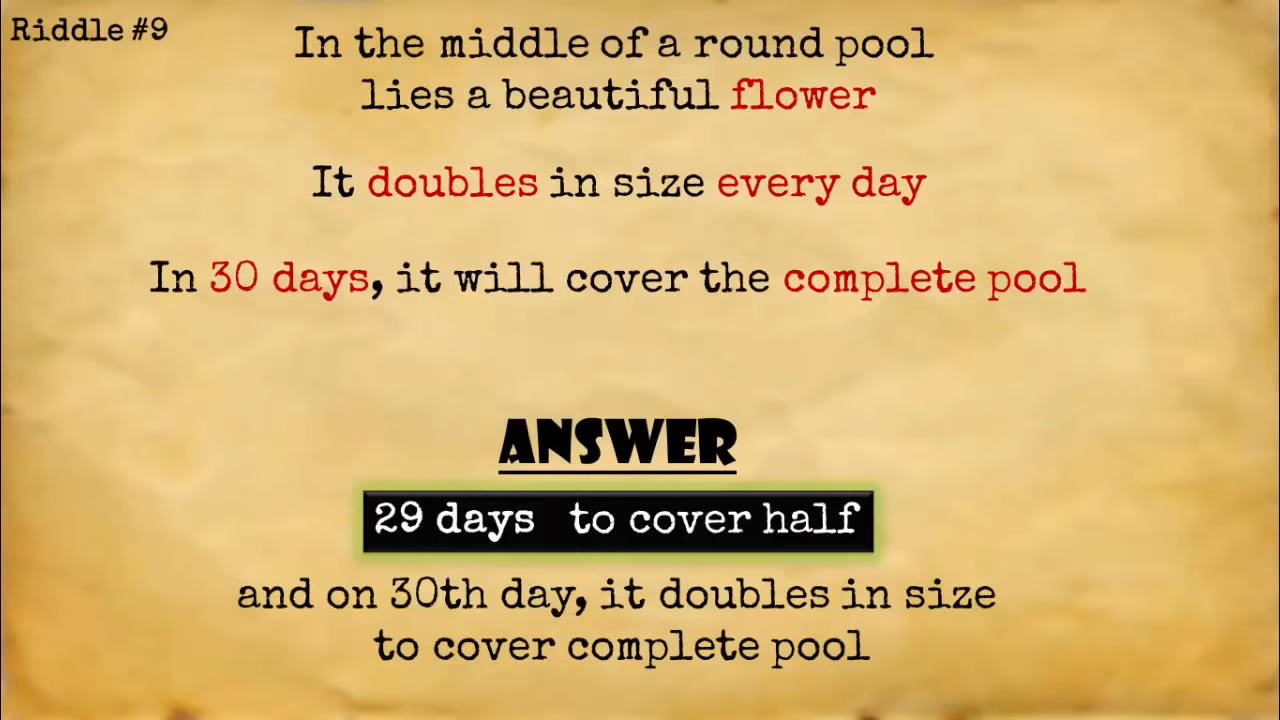 Riddle #9
In the middle of a round pool
lies a beautiful flower
It doubles in size every day
In 30 days, it will cover the complete pool
ANSWER
29 days to cover half
and on 30th day, it doubles in size
to cover complete pool